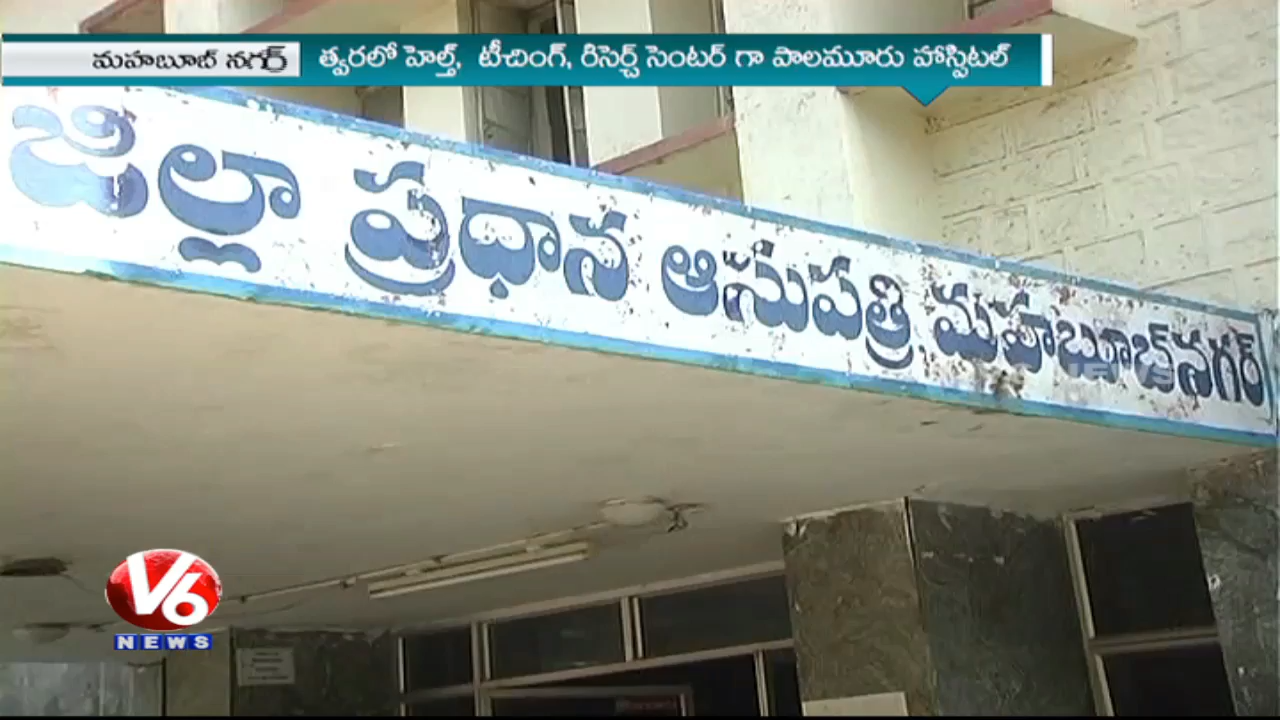 మహబూబ్ నగర్
త్వరలో హెల్త్, టీచింగ్, రీసెర్చ్ సెంటర్ గా పాలమూరు హాస్పిటల్
జిల్లా ప్రధాన ఆసుపత్రి, మహబూబ్‌నగర్
V6
NEWS